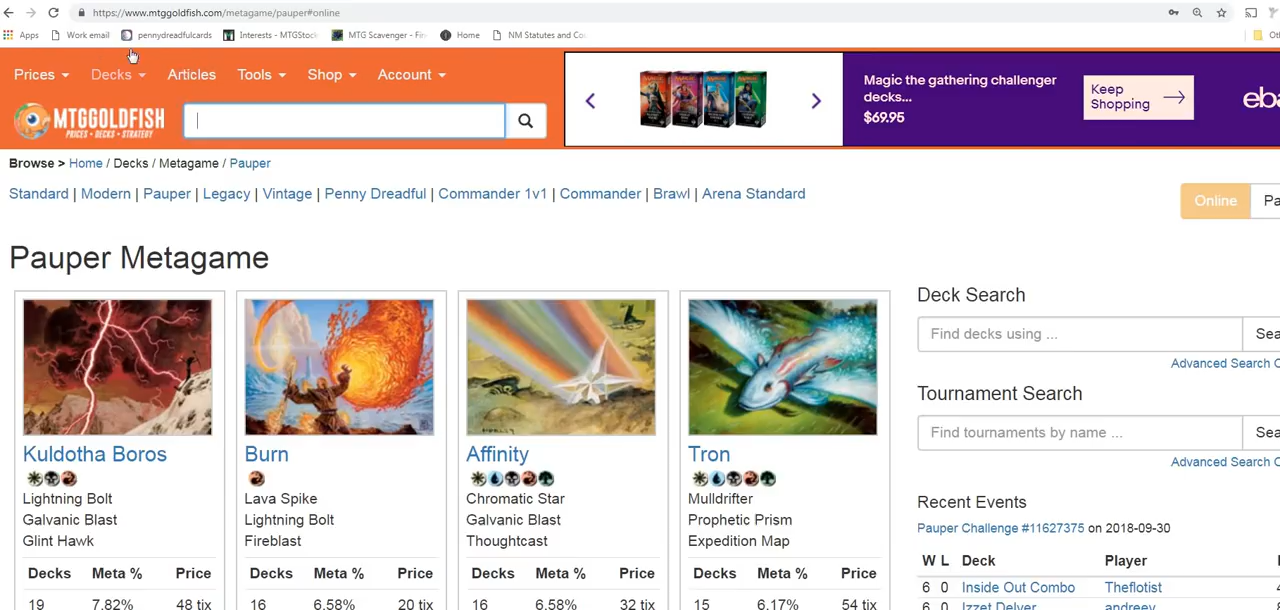 https://www.mtggoldfish.com/metagame/pauper#online
Apps Work email pennydreadfulcards Interests - MTGStock MTG Scavenger - Fi Home NM Statutes and Co
Prices Decks Articles Tools Shop Account
MTGGOLDFISH
PRICES • DECKS • STRATEGY
Magic the gathering challenger
decks...
$69.95
Keep
Shopping
eb
Browse > Home / Decks / Metagame / Pauper
Standard | Modern | Pauper | Legacy | Vintage | Penny Dreadful | Commander 1v1 | Commander | Brawl | Arena Standard
Online Pa
Pauper Metagame
Kuldotha Boros
Lightning Bolt
Galvanic Blast
Glint Hawk
Decks Meta % Price
19 7.82% 48 tix
Burn
Lava Spike
Lightning Bolt
Fireblast
Decks Meta % Price
16 6.58% 20 tix
Affinity
Chromatic Star
Galvanic Blast
Thoughtcast
Decks Meta % Price
16 6.58% 32 tix
Tron
Mulldrifter
Prophetic Prism
Expedition Map
Decks Meta % Price
15 6.17% 54 tix
Deck Search
Find decks using ... Sea
Advanced Search C
Tournament Search
Find tournaments by name ... Sea
Advanced Search C
Recent Events
Pauper Challenge #11627375 on 2018-09-30
W L Deck Player
6 0 Inside Out Combo Theflotist
6 0 Izzet Delver andreev